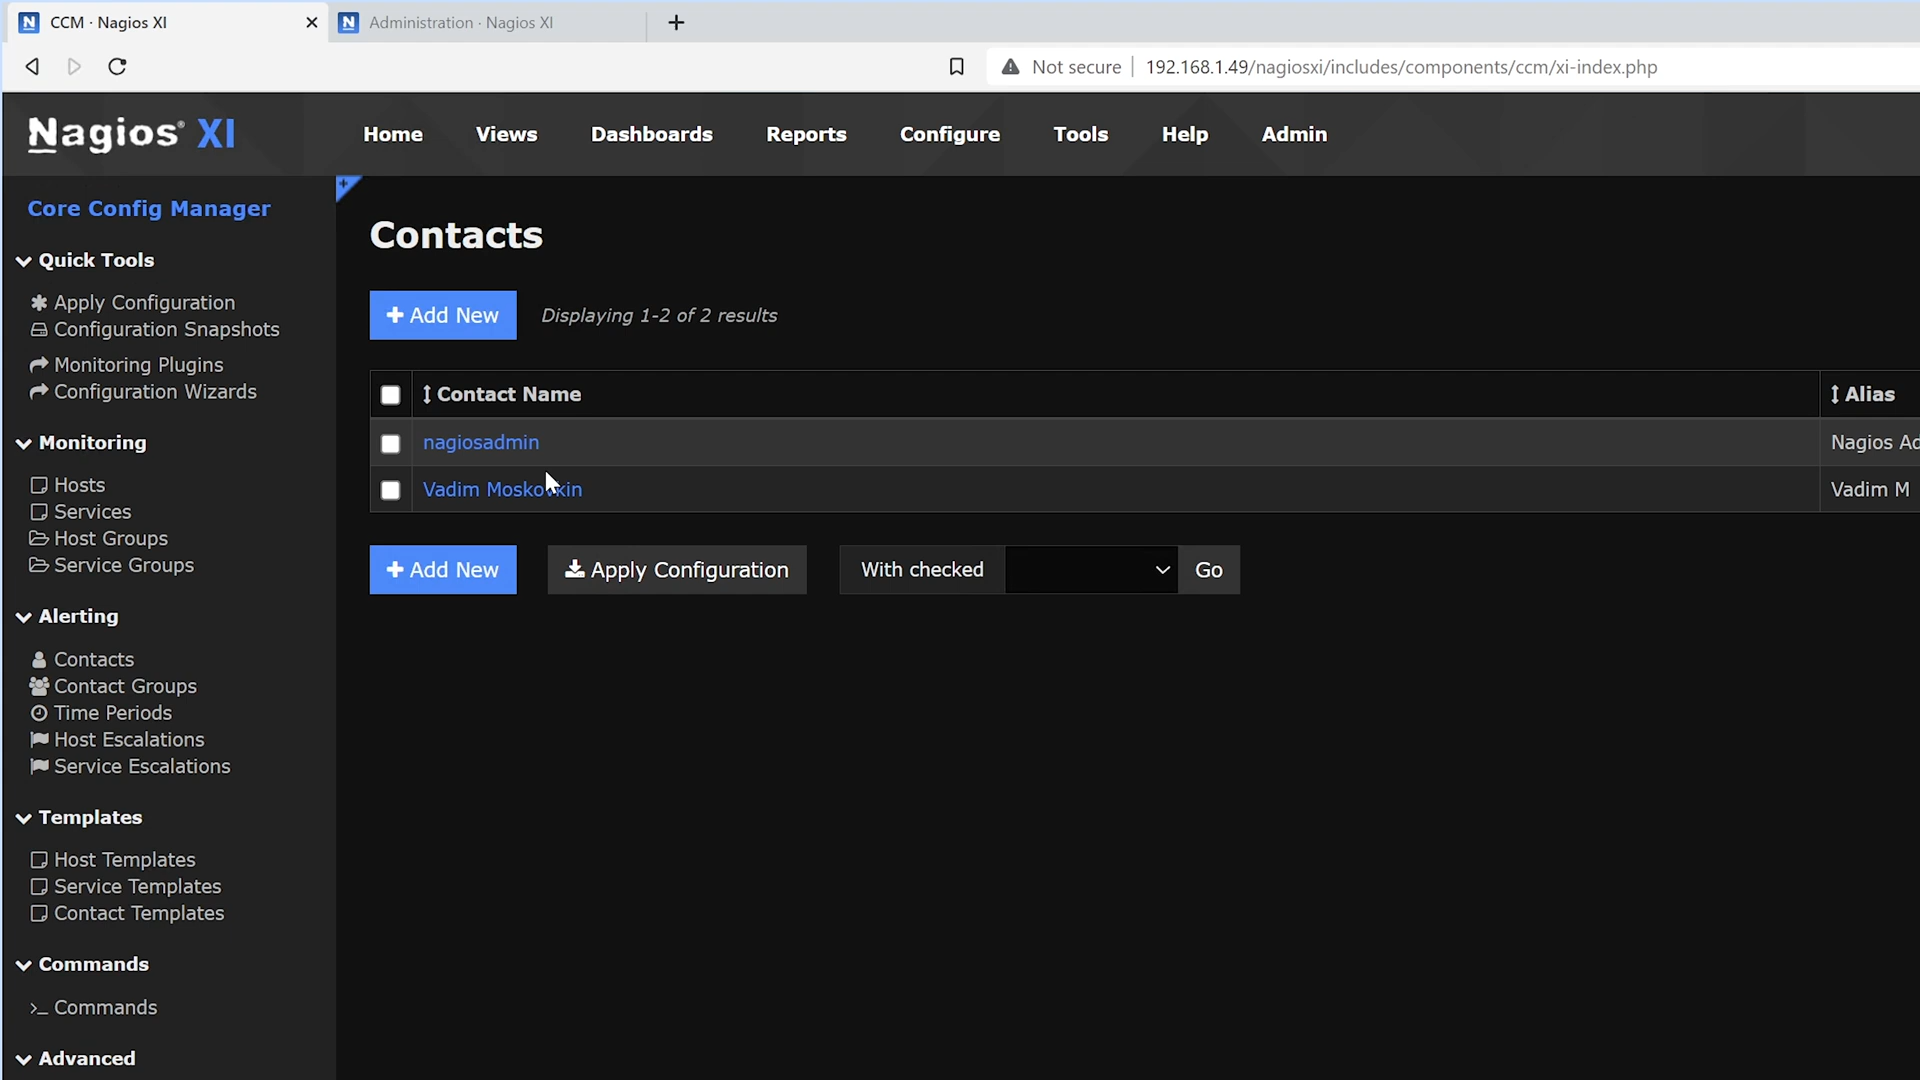 CCM · Nagios XI
Administration · Nagios XI
Not secure
192.168.1.49/nagiosxi/includes/components/ccm/xi-index.php
Nagios® XI
Home
Views
Dashboards
Reports
Configure
Tools
Help
Admin
Core Config Manager
Quick Tools
Apply Configuration
Configuration Snapshots
Monitoring Plugins
Configuration Wizards
Monitoring
Hosts
Services
Host Groups
Service Groups
Alerting
Contacts
Contact Groups
Time Periods
Host Escalations
Service Escalations
Templates
Host Templates
Service Templates
Contact Templates
Commands
>_ Commands
Advanced
Contacts
+ Add New
Displaying 1-2 of 2 results
Contact Name
Alias
nagiosadmin
Nagios Ad
Vadim Moskovkin
Vadim M
+ Add New
Apply Configuration
With checked
Go